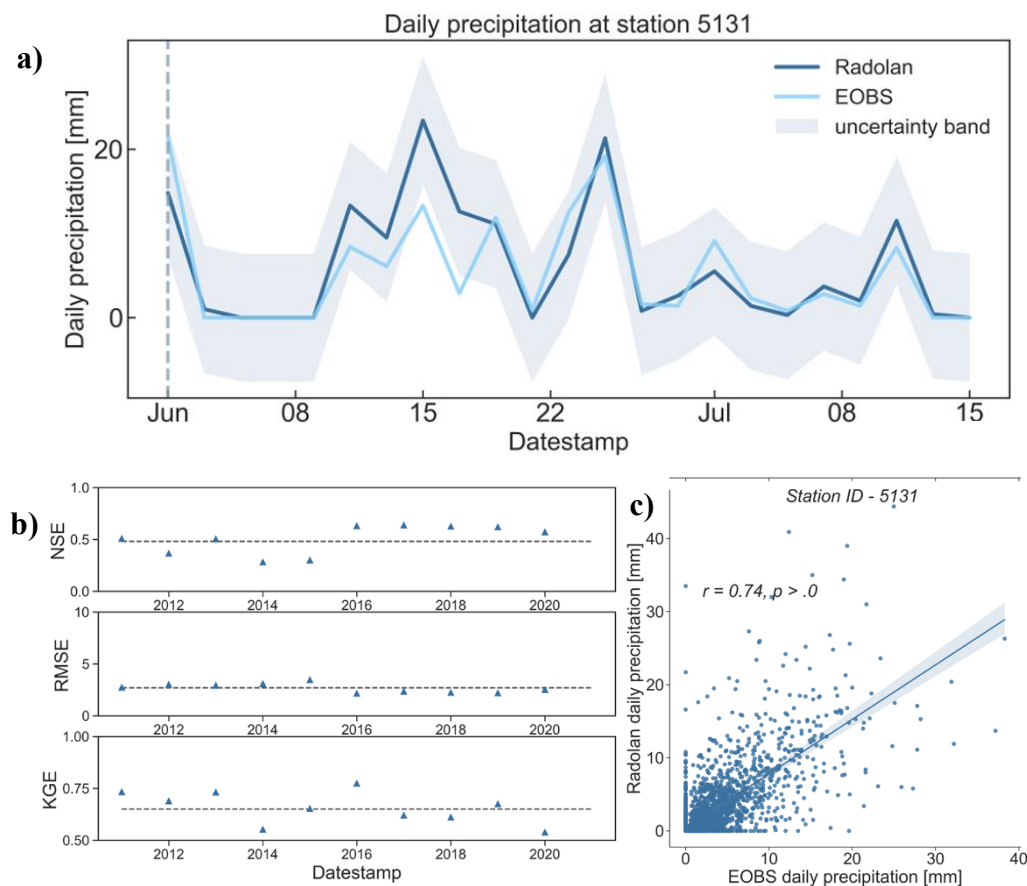 Daily precipitation at station 5131
a)
Daily precipitation [mm]
20
0
Radolan
EOBS
uncertainty band
Jun
08
15
22
Jul
08
15
Datestamp
b)
NSE
1.0
0.5
0.0
2012
2014
2016
2018
2020
RMSE
10
5
0
2012
2014
2016
2018
2020
KGE
1.00
0.75
0.50
2012
2014
2016
2018
2020
Datestamp
c)
Station ID - 5131
r = 0.74, p > .0
Radolan daily precipitation [mm]
40
30
20
10
0
0
10
20
30
40
EOBS daily precipitation [mm]